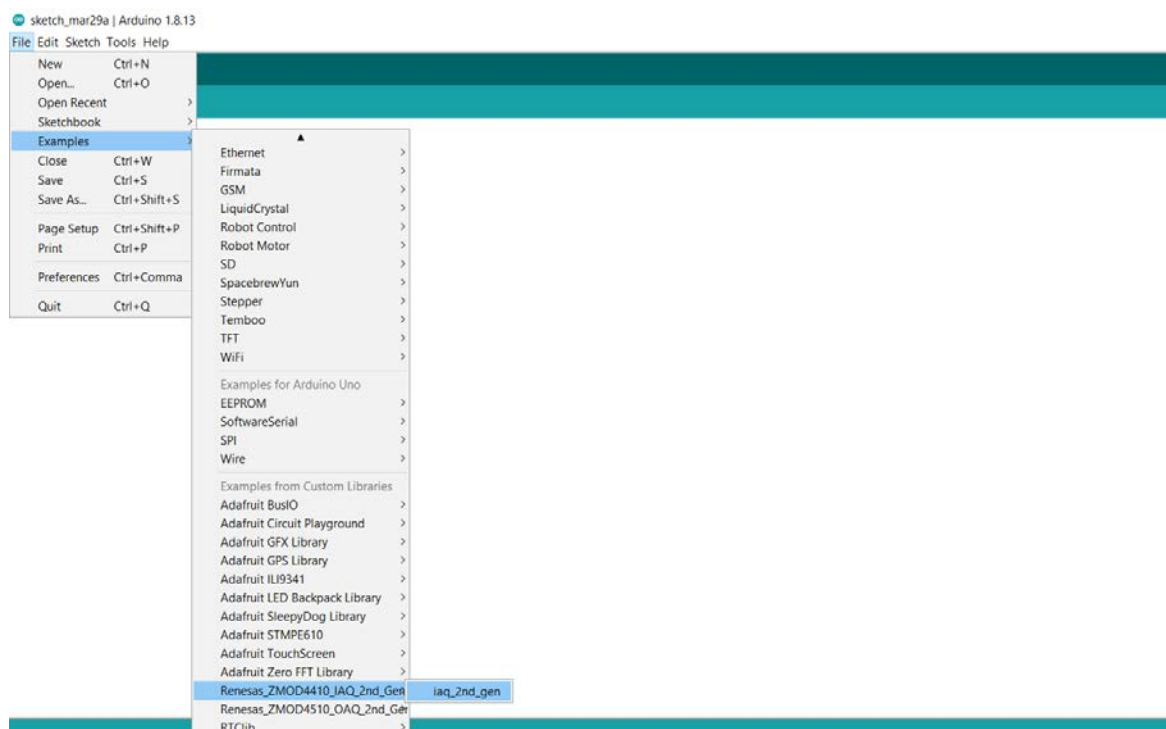 sketch_mar29a | Arduino 1.8.13
File Edit Sketch Tools Help
New Ctrl+N
Open... Ctrl+O
Open Recent >
Sketchbook >
Examples >
Close Ctrl+W
Save Ctrl+S
Save As... Ctrl+Shift+S
Page Setup Ctrl+Shift+P
Print Ctrl+P
Preferences Ctrl+Comma
Quit Ctrl+Q
Ethernet >
Firmata >
GSM >
LiquidCrystal >
Robot Control >
Robot Motor >
SD >
SpacebrewYun >
Stepper >
Temboo >
TFT >
WiFi >
Examples for Arduino Uno
EEPROM >
SoftwareSerial >
SPI >
Wire >
Examples from Custom Libraries
Adafruit BusIO >
Adafruit Circuit Playground >
Adafruit GFX Library >
Adafruit GPS Library >
Adafruit ILI9341 >
Adafruit LED Backpack Library >
Adafruit SleepyDog Library >
Adafruit STMPE610 >
Adafruit TouchScreen >
Adafruit Zero FFT Library >
Renesas_ZMOD4410_IAQ_2nd_Gen iaq_2nd_gen
Renesas_ZMOD4510_OAQ_2nd_Gen
RTClib >